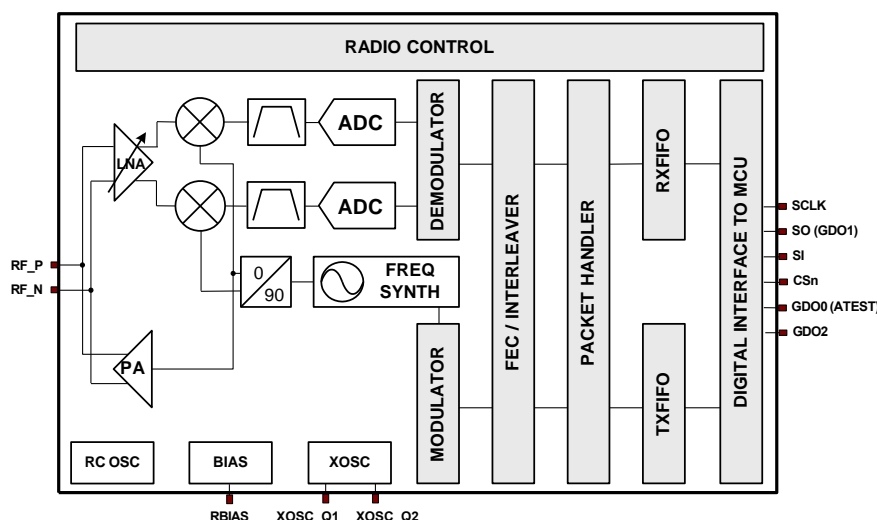 RADIO CONTROL
LNA
ADC
ADC
DEMODULATOR
FEC / INTERLEAVER
PACKET HANDLER
RXFIFO
DIGITAL INTERFACE TO MCU
SCLK
SO (GDO1)
SI
CSn
GDO0 (ATEST)
GDO2
RF_P
RF_N
0
90
FREQ
SYNTH
PA
MODULATOR
TXFIFO
RC OSC
BIAS
XOSC
RBIAS
XOSC_Q1
XOSC_Q2